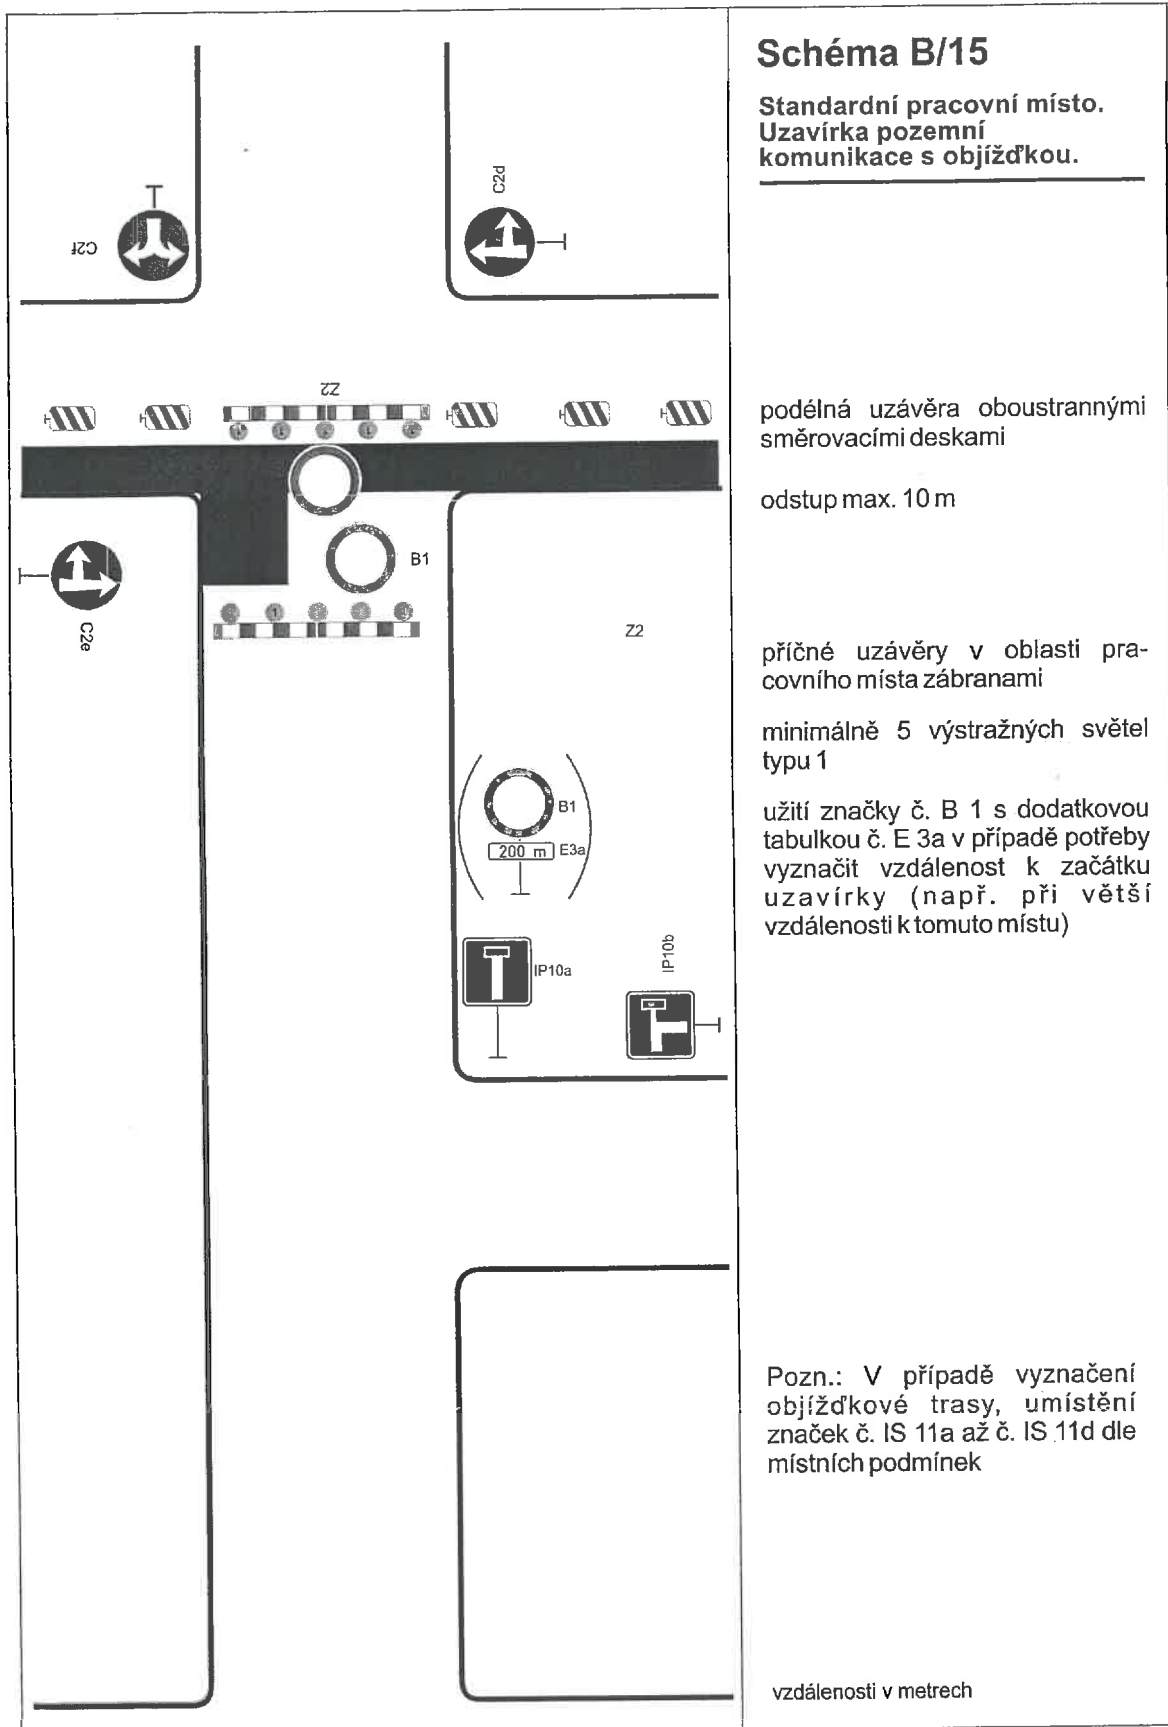 Schéma B/15
Standardní pracovní místo.
Uzavírka pozemní
komunikace s objížďkou.
C2d
C2f
Z2
podélná uzávěra oboustrannými
směrovacími deskami
odstup max. 10 m
B1
C2e
1
Z2
příčné uzávěry v oblasti pra-
covního místa zábranami
minimálně 5 výstražných světel
typu 1
užití značky č. B 1 s dodatkovou
tabulkou č. E 3a v případě potřeby
vyznačit vzdálenost k začátku
uzavírky (např. při větší
vzdálenosti k tomuto místu)
B1
200 m E3a
IP10a
IP10b
Pozn.: V případě vyznačení
objížďkové trasy, umístění
značek č. IS 11a až č. IS 11d dle
místních podmínek
vzdálenosti v metrech